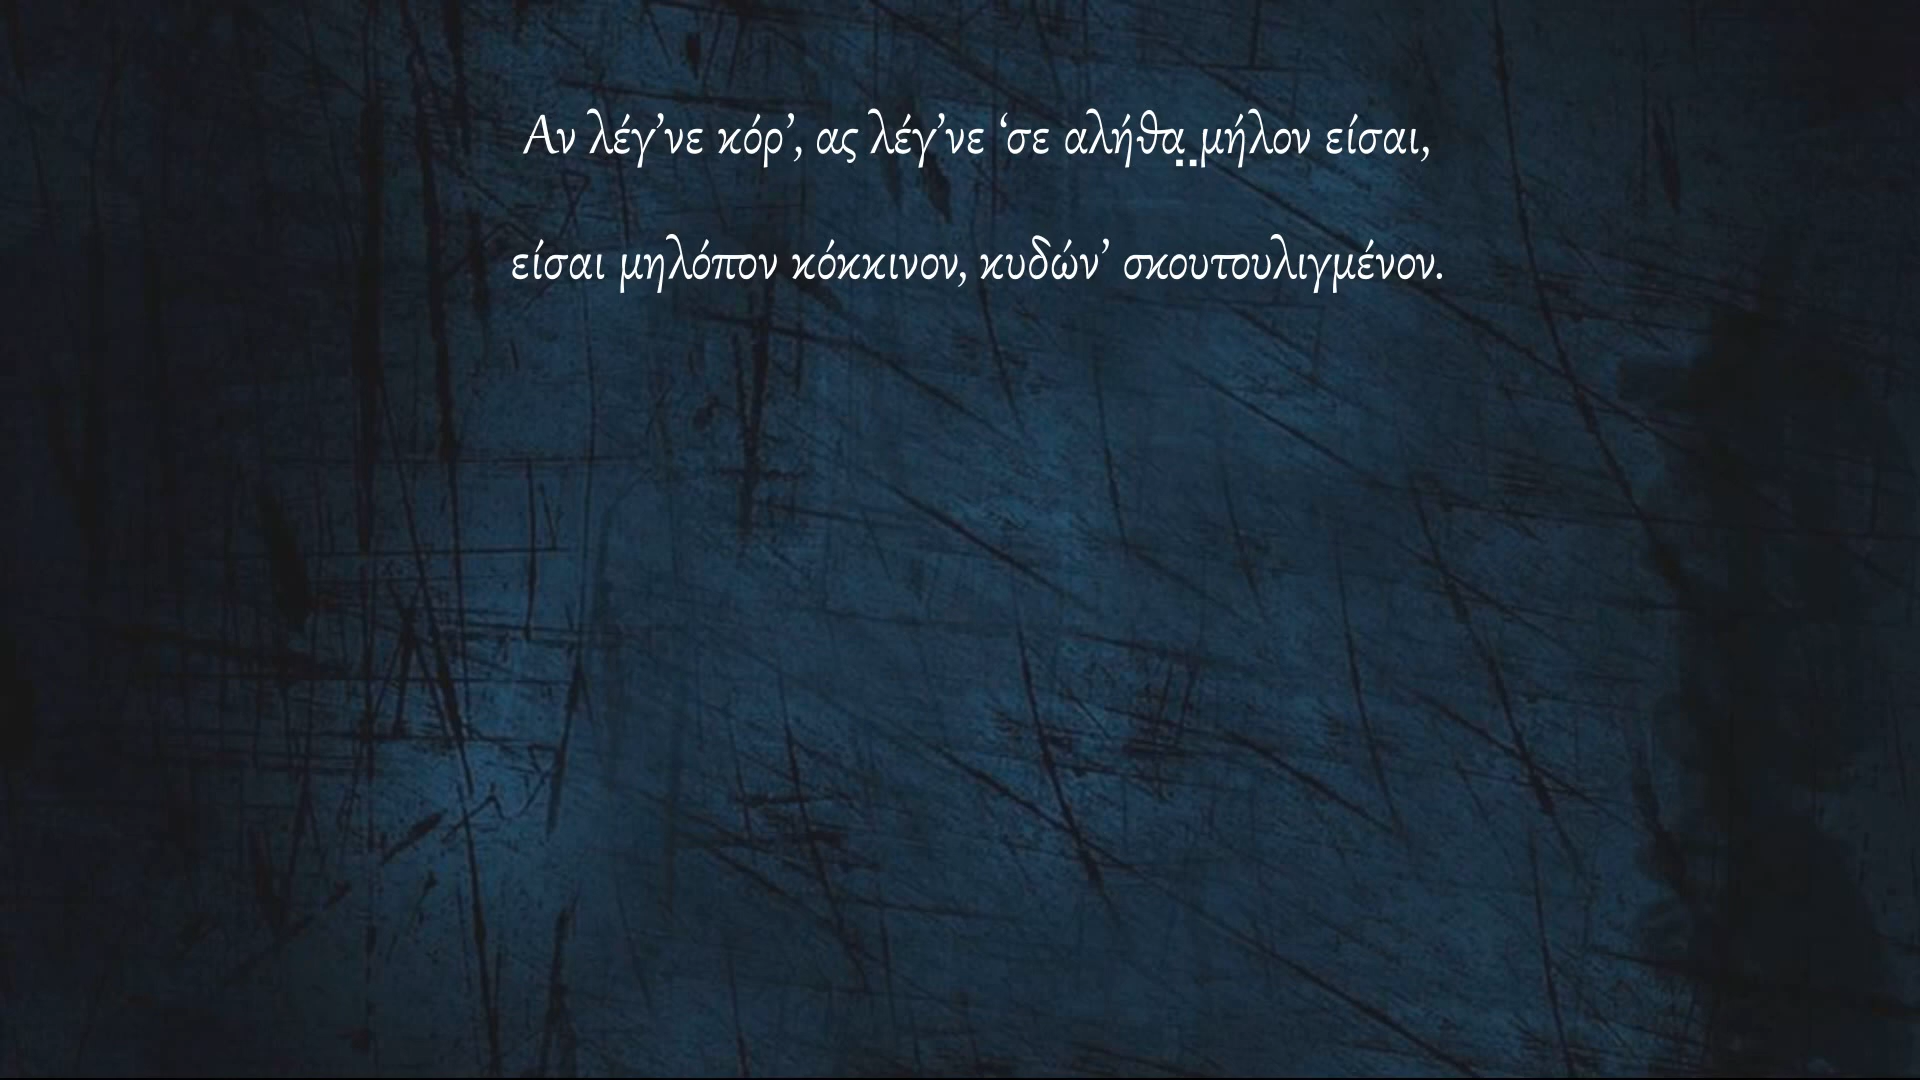 Αν λέγ’νε κόρ’, ας λέγ’νε ‘σε αλήθα̤ μήλον είσαι,
είσαι μηλόπον κόκκινον, κυδών’ σκουτουλιγμένον.